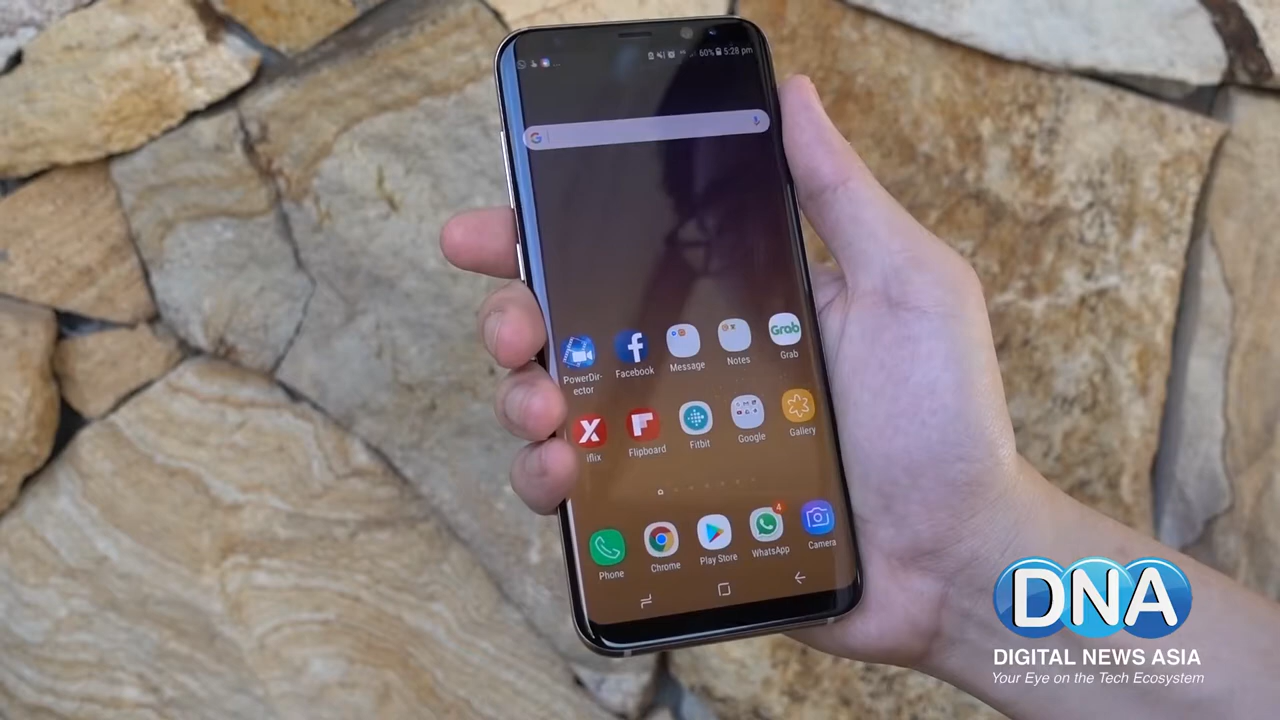 60% 5:28 pm
G
PowerDir-
ector
Facebook
Message
Notes
Grab
Grab
iflix
Flipboard
Fitbit
Google
Gallery
Phone
Chrome
Play Store
4
WhatsApp
Camera
DNA
DIGITAL NEWS ASIA
Your Eye on the Tech Ecosystem